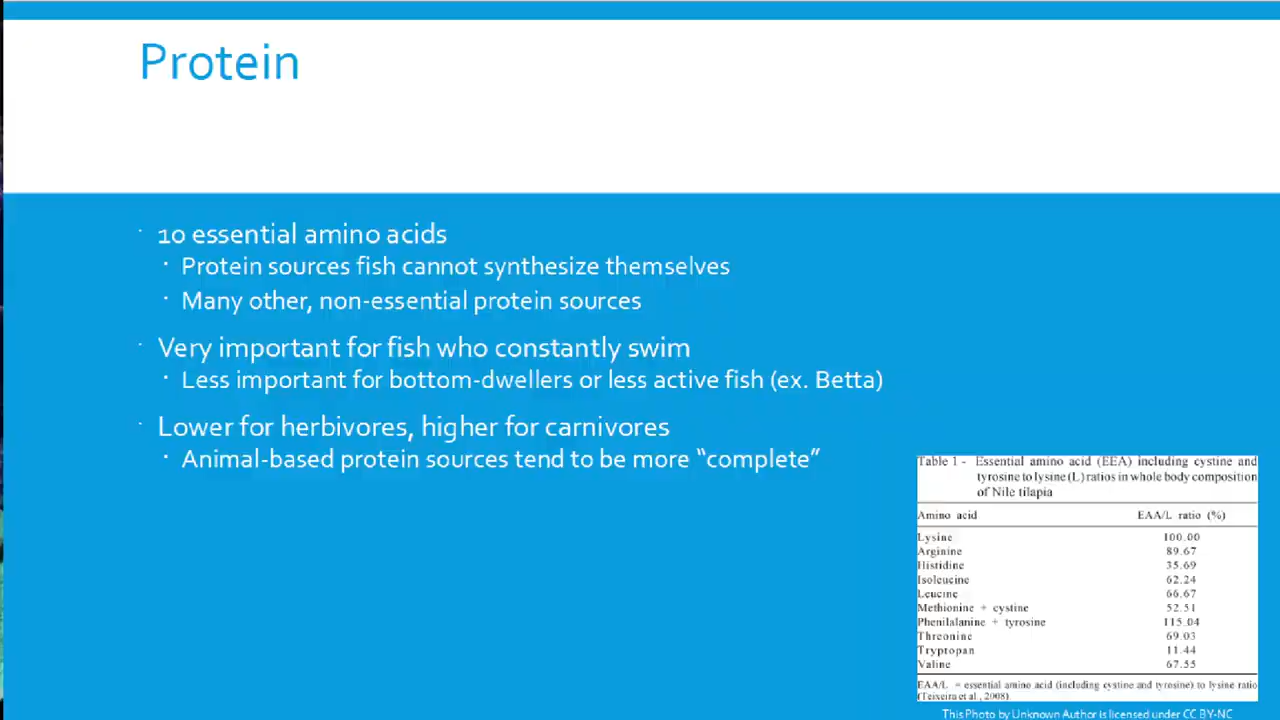 Protein
10 essential amino acids
Protein sources fish cannot synthesize themselves
Many other, non-essential protein sources
Very important for fish who constantly swim
Less important for bottom-dwellers or less active fish (ex. Betta)
Lower for herbivores, higher for carnivores
Animal-based protein sources tend to be more “complete”
Table 1 - Essential amino acid (EEA) including cystine and
tyrosine to lysine (L) ratios in whole body composition
of Nile tilapia
Amino acid EAA/L ratio (%)
Lysine 100.00
Arginine 89.67
Histidine 35.69
Isoleucine 62.24
Leucine 66.67
Methionine + cystine 52.51
Phenilalanine + tyrosine 115.04
Threonine 69.03
Tryptopan 11.44
Valine 67.55
EAA/L = essential amino acid (including cystine and tyrosine) to lysine ratio
(Teixeira et al., 2008).
This Photo by Unknown Author is licensed under CC BY-NC